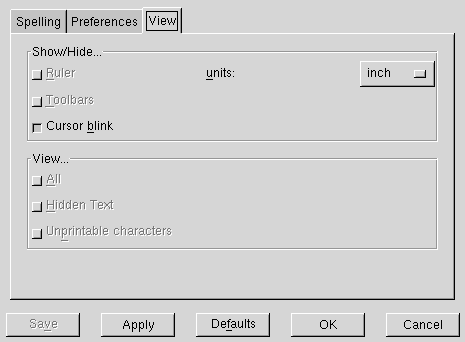 Spelling Preferences View
Show/Hide...
Ruler units: inch
Toolbars
Cursor blink
View...
All
Hidden Text
Unprintable characters
Save Apply Defaults OK Cancel